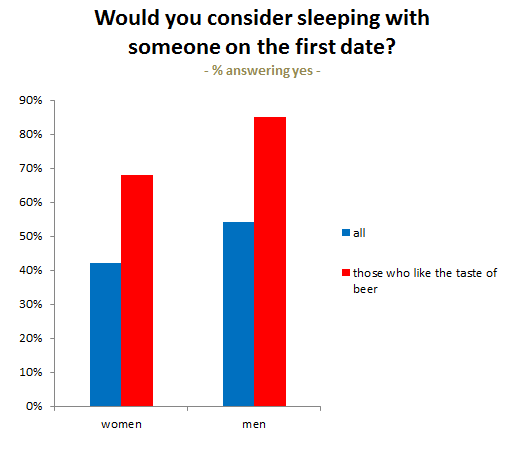 Would you consider sleeping with
someone on the first date?
- % answering yes -
90%
80%
70%
60%
50%
40%
30%
20%
10%
0%
women
men
all
those who like the taste of
beer